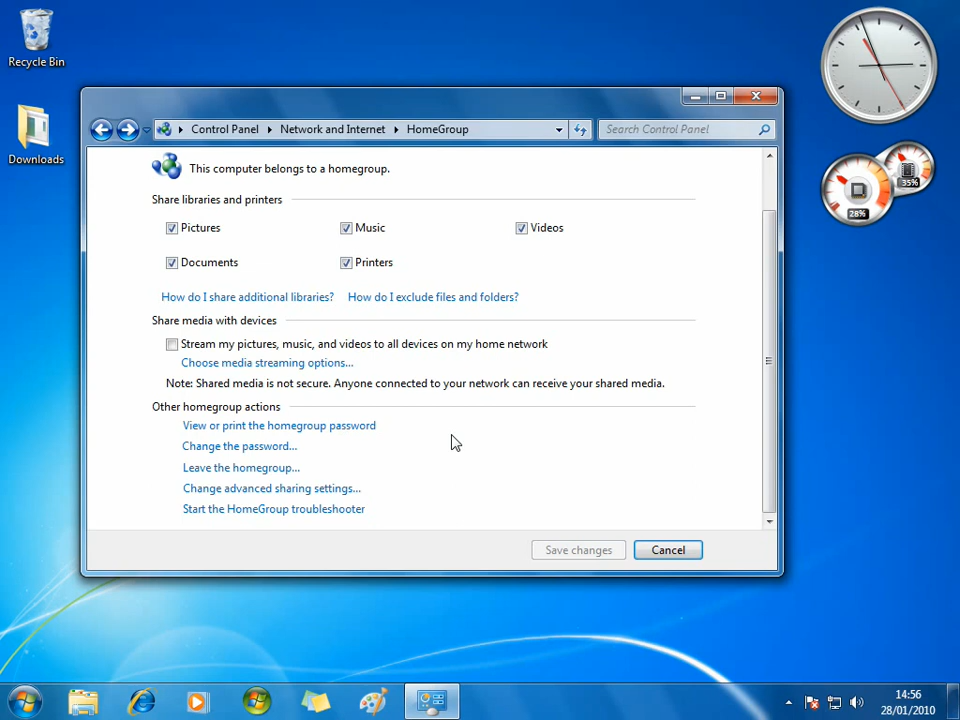 Recycle Bin
Downloads
Control Panel
Network and Internet
HomeGroup
Search Control Panel
This computer belongs to a homegroup.
Share libraries and printers
Pictures
Music
Videos
Documents
Printers
How do I share additional libraries?
How do I exclude files and folders?
Share media with devices
Stream my pictures, music, and videos to all devices on my home network
Choose media streaming options...
Note: Shared media is not secure. Anyone connected to your network can receive your shared media.
Other homegroup actions
View or print the homegroup password
Change the password...
Leave the homegroup...
Change advanced sharing settings...
Start the HomeGroup troubleshooter
Save changes
Cancel
35%
28%
14:56
28/01/2010